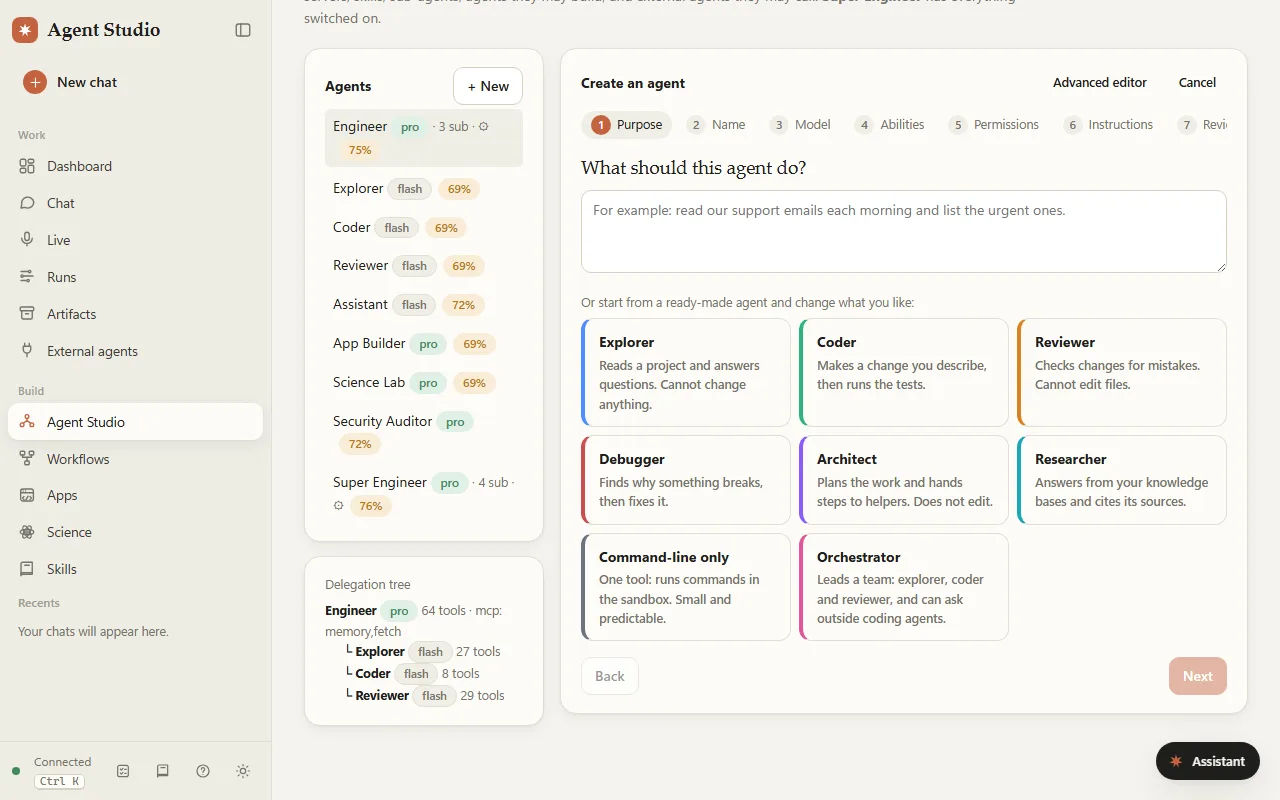 Agent Studio
New chat
Work
Dashboard
Chat
Live
Runs
Artifacts
External agents
Build
Agent Studio
Workflows
Apps
Science
Skills
Recents
Your chats will appear here.
Connected
Ctrl K
switched on.
Agents
+ New
Engineer pro · 3 sub · ⚙
75%
Explorer flash 69%
Coder flash 69%
Reviewer flash 69%
Assistant flash 72%
App Builder pro 69%
Science Lab pro 69%
Security Auditor pro
72%
Super Engineer pro · 4 sub ·
⚙ 76%
Delegation tree
Engineer pro 64 tools · mcp:
memory,fetch
└ Explorer flash 27 tools
└ Coder flash 8 tools
└ Reviewer flash 29 tools
Create an agent
Advanced editor
Cancel
1 Purpose 2 Name 3 Model 4 Abilities 5 Permissions 6 Instructions 7 Revi
What should this agent do?
For example: read our support emails each morning and list the urgent ones.
Or start from a ready-made agent and change what you like:
Explorer
Reads a project and answers
questions. Cannot change
anything.
Coder
Makes a change you describe,
then runs the tests.
Reviewer
Checks changes for mistakes.
Cannot edit files.
Debugger
Finds why something breaks,
then fixes it.
Architect
Plans the work and hands
steps to helpers. Does not edit.
Researcher
Answers from your knowledge
bases and cites its sources.
Command-line only
One tool: runs commands in
the sandbox. Small and
predictable.
Orchestrator
Leads a team: explorer, coder
and reviewer, and can ask
outside coding agents.
Back
Next
Assistant